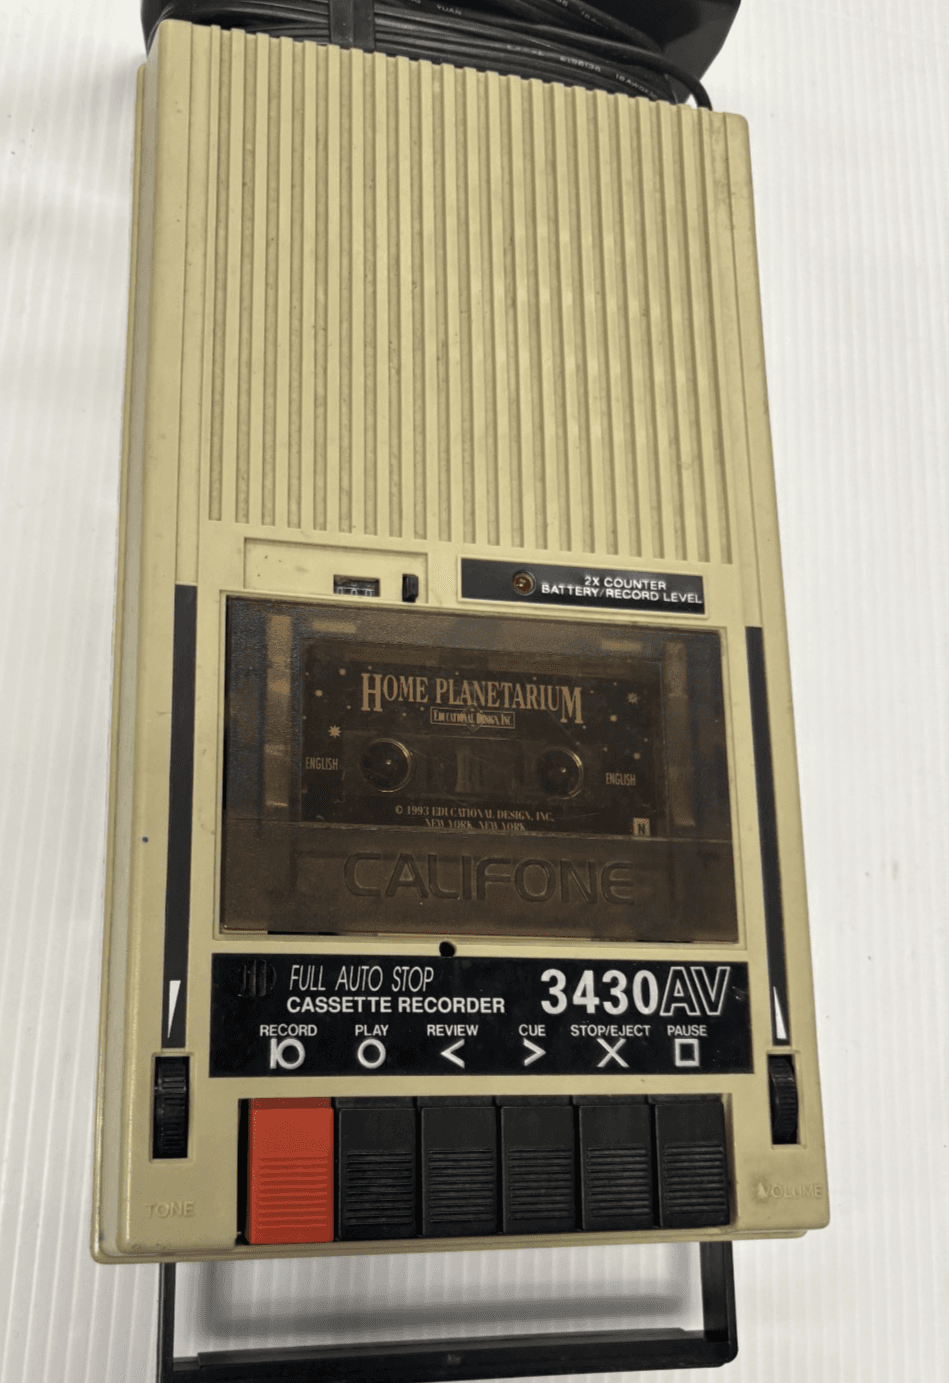 YUAN
2X COUNTER
BATTERY/RECORD LEVEL
HOME PLANETARIUM
EDUCATIONAL DESIGN, INC
ENGLISH
ENGLISH
© 1993 EDUCATIONAL DESIGN, INC.
NEW YORK, NEW YORK
N
CALIFONE
FULL AUTO STOP
CASSETTE RECORDER
3430AV
RECORD PLAY REVIEW CUE STOP/EJECT PAUSE
TONE
VOLUME